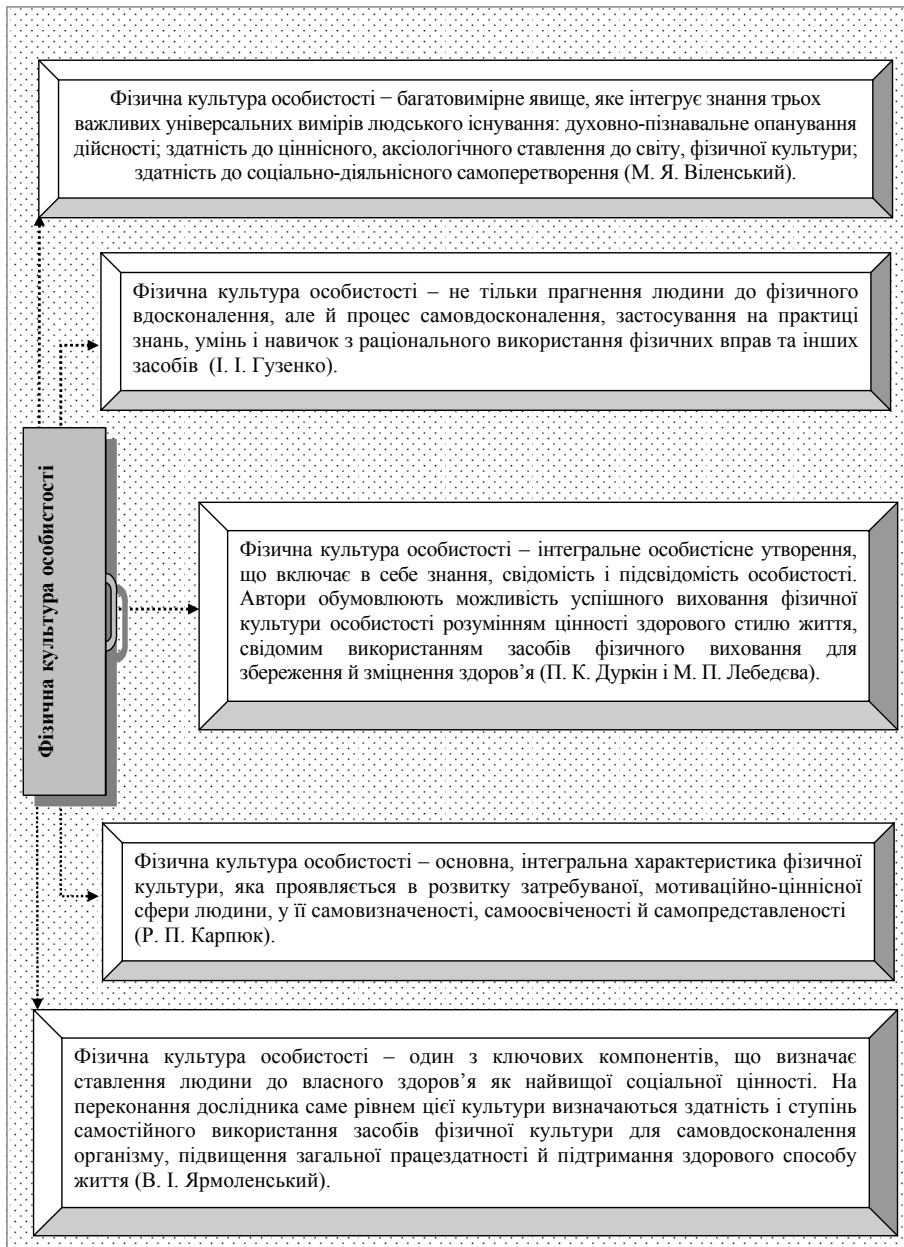 Фізична культура особистості − багатовимірне явище, яке інтегрує знання трьох
важливих універсальних вимірів людського існування: духовно-пізнавальне опанування
дійсності; здатність до ціннісного, аксіологічного ставлення до світу, фізичної культури;
здатність до соціально-діяльнісного самоперетворення (М. Я. Віленський).
Фізична культура особистості – не тільки прагнення людини до фізичного
вдосконалення, але й процес самовдосконалення, застосування на практиці
знань, умінь і навичок з раціонального використання фізичних вправ та інших
засобів (І. І. Гузенко).
Фізична культура особистості
Фізична культура особистості – інтегральне особистісне утворення,
що включає в себе знання, свідомість і підсвідомість особистості.
Автори обумовлюють можливість успішного виховання фізичної
культури особистості розумінням цінності здорового стилю життя,
свідомим використанням засобів фізичного виховання для
збереження й зміцнення здоров’я (П. К. Дуркін і М. П. Лебедєва).
Фізична культура особистості – основна, інтегральна характеристика фізичної
культури, яка проявляється в розвитку затребуваної, мотиваційно-ціннісної
сфери людини, у її самовизначеності, самоосвіченості й самопредставленості
(Р. П. Карпюк).
Фізична культура особистості – один з ключових компонентів, що визначає
ставлення людини до власного здоров’я як найвищої соціальної цінності. На
переконання дослідника саме рівнем цієї культури визначаються здатність і ступінь
самостійного використання засобів фізичної культури для самовдосконалення
організму, підвищення загальної працездатності й підтримання здорового способу
життя (В. І. Ярмоленський).